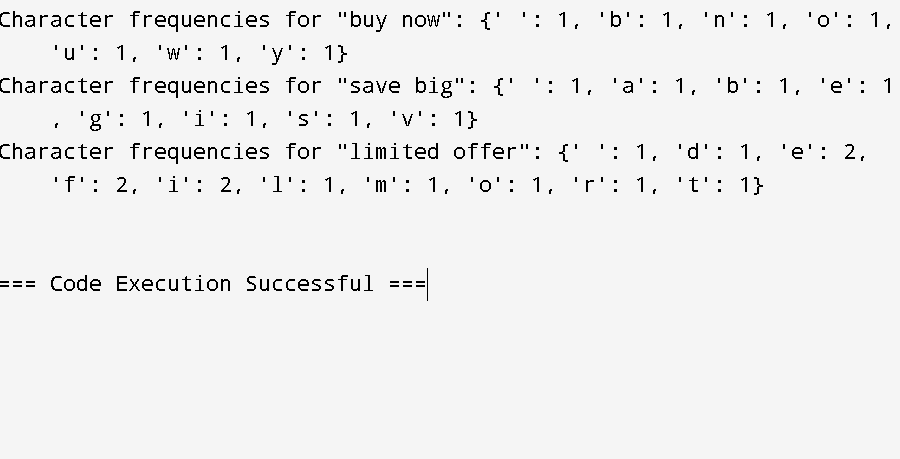 Character frequencies for "buy now": {' ': 1, 'b': 1, 'n': 1, 'o': 1,
'u': 1, 'w': 1, 'y': 1}
Character frequencies for "save big": {' ': 1, 'a': 1, 'b': 1, 'e': 1
, 'g': 1, 'i': 1, 's': 1, 'v': 1}
Character frequencies for "limited offer": {' ': 1, 'd': 1, 'e': 2,
'f': 2, 'i': 2, 'l': 1, 'm': 1, 'o': 1, 'r': 1, 't': 1}
=== Code Execution Successful ===